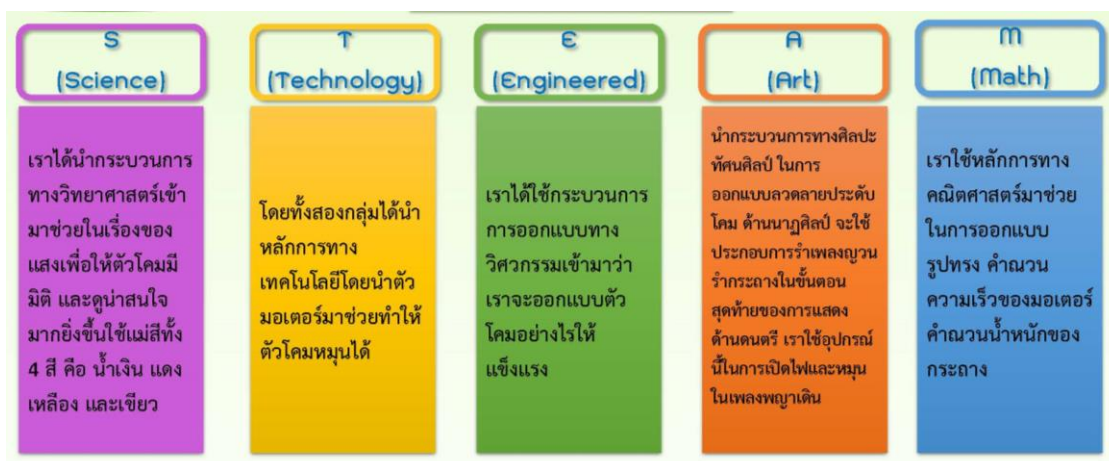 S
(Science)
เราได้นำกระบวนการ
ทางวิทยาศาสตร์เข้า
มาช่วยในเรื่องของ
แสงเพื่อให้ตัวโคมมี
มิติ และดูน่าสนใจ
มากยิ่งขึ้นใช้แม่สีทั้ง
4 สี คือ น้ำเงิน แดง
เหลือง และเขียว
T
(Technology)
โดยทั้งสองกลุ่มได้นำ
หลักการทาง
เทคโนโลยีโดยนำตัว
มอเตอร์มาช่วยทำให้
ตัวโคมหมุนได้
E
(Engineered)
เราได้ใช้กระบวนการ
การออกแบบทาง
วิศวกรรมเข้ามาว่า
เราจะออกแบบตัว
โคมอย่างไรให้
แข็งแรง
A
(Art)
นำกระบวนการทางศิลปะ
ทัศนศิลป์ ในการ
ออกแบบลวดลายประดับ
โคม ด้านนาฏศิลป์ จะใช้
ประกอบการรำเพลงญวน
รำกระถางในขั้นตอน
สุดท้ายของการแสดง
ด้านดนตรี เราใช้อุปกรณ์
นี้ในการเปิดไฟและหมุน
ในเพลงพญาเดิน
M
(Math)
เราใช้หลักการทาง
คณิตศาสตร์มาช่วย
ในการออกแบบ
รูปทรง คำณวน
ความเร็วของมอเตอร์
คำณวนน้ำหนักของ
กระถาง